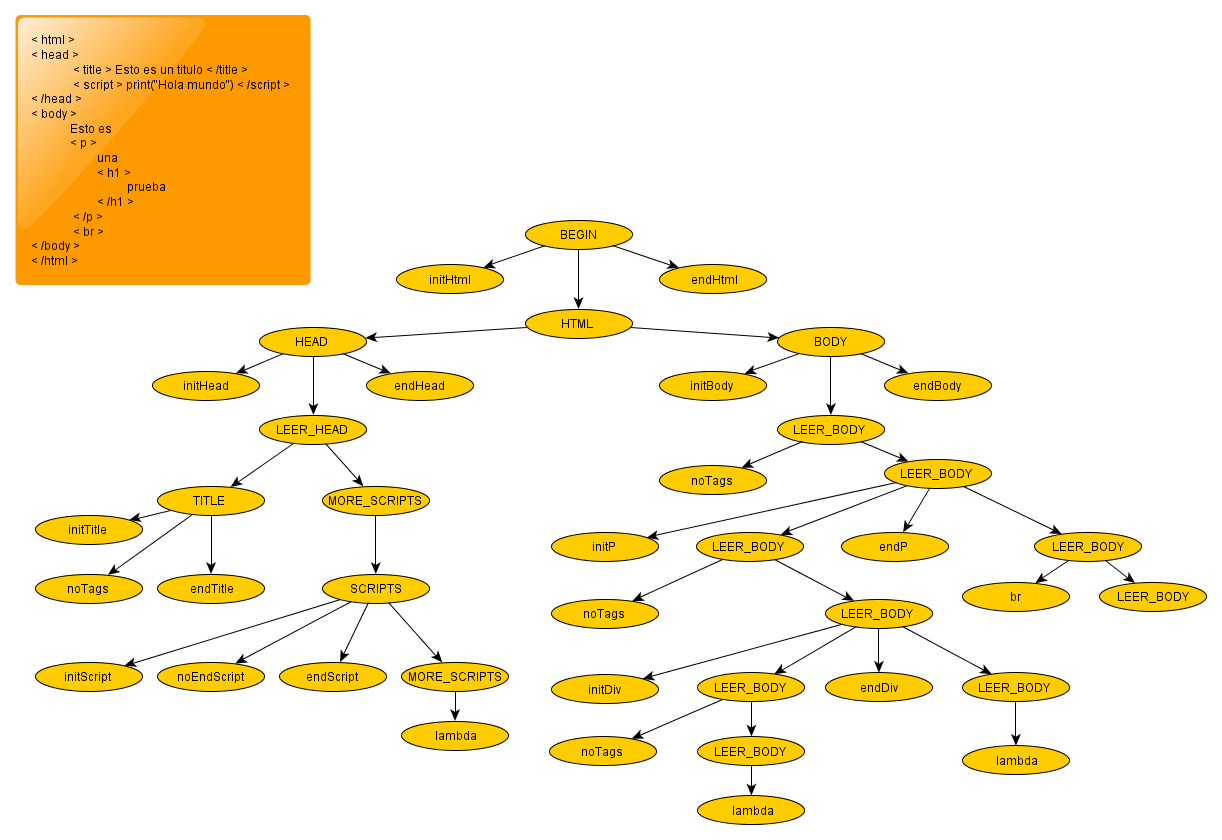 < html >
< head >
< title > Esto es un titulo < /title >
< script > print("Hola mundo") < /script >
< /head >
< body >
Esto es
< p >
una
< h1 >
prueba
< /h1 >
< /p >
< br >
< /body >
< /html >
BEGIN
initHtml
endHtml
HTML
HEAD
BODY
initHead
endHead
initBody
endBody
LEER_HEAD
LEER_BODY
noTags
LEER_BODY
TITLE
MORE_SCRIPTS
initTitle
initP
LEER_BODY
endP
LEER_BODY
noTags
endTitle
SCRIPTS
br
LEER_BODY
noTags
LEER_BODY
initScript
noEndScript
endScript
MORE_SCRIPTS
initDiv
LEER_BODY
endDiv
LEER_BODY
lambda
noTags
LEER_BODY
lambda
lambda